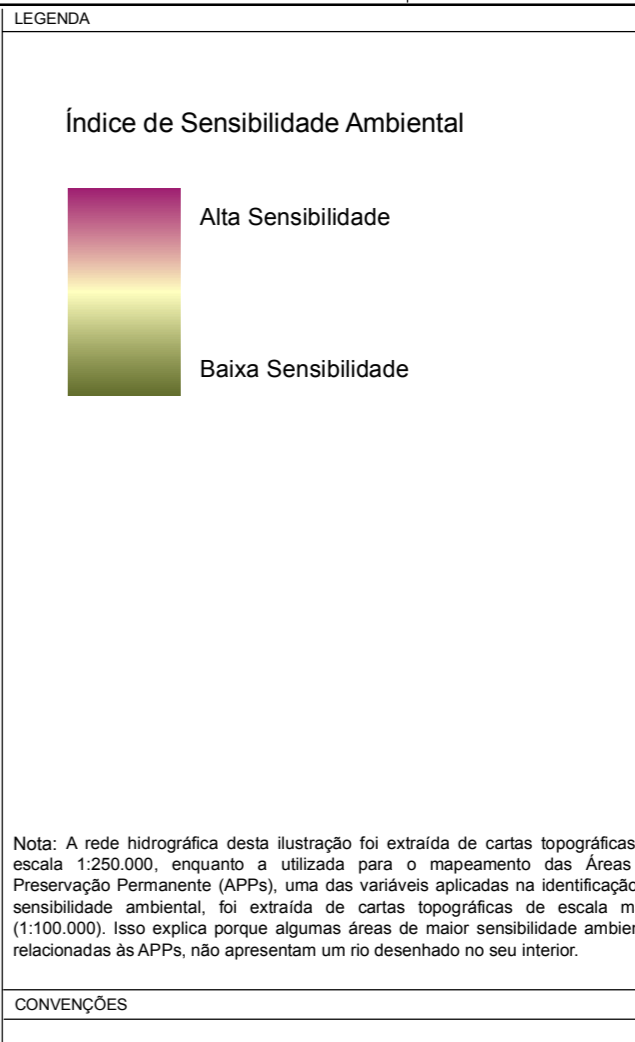 LEGENDA
Índice de Sensibilidade Ambiental
Alta Sensibilidade
Baixa Sensibilidade
Nota: A rede hidrográfica desta ilustração foi extraída de cartas topográficas
escala 1:250.000, enquanto a utilizada para o mapeamento das Áreas
Preservação Permanente (APPs), uma das variáveis aplicadas na identificação
sensibilidade ambiental, foi extraída de cartas topográficas de escala m
(1:100.000). Isso explica porque algumas áreas de maior sensibilidade ambien
relacionadas às APPs, não apresentam um rio desenhado no seu interior.
CONVENÇÕES